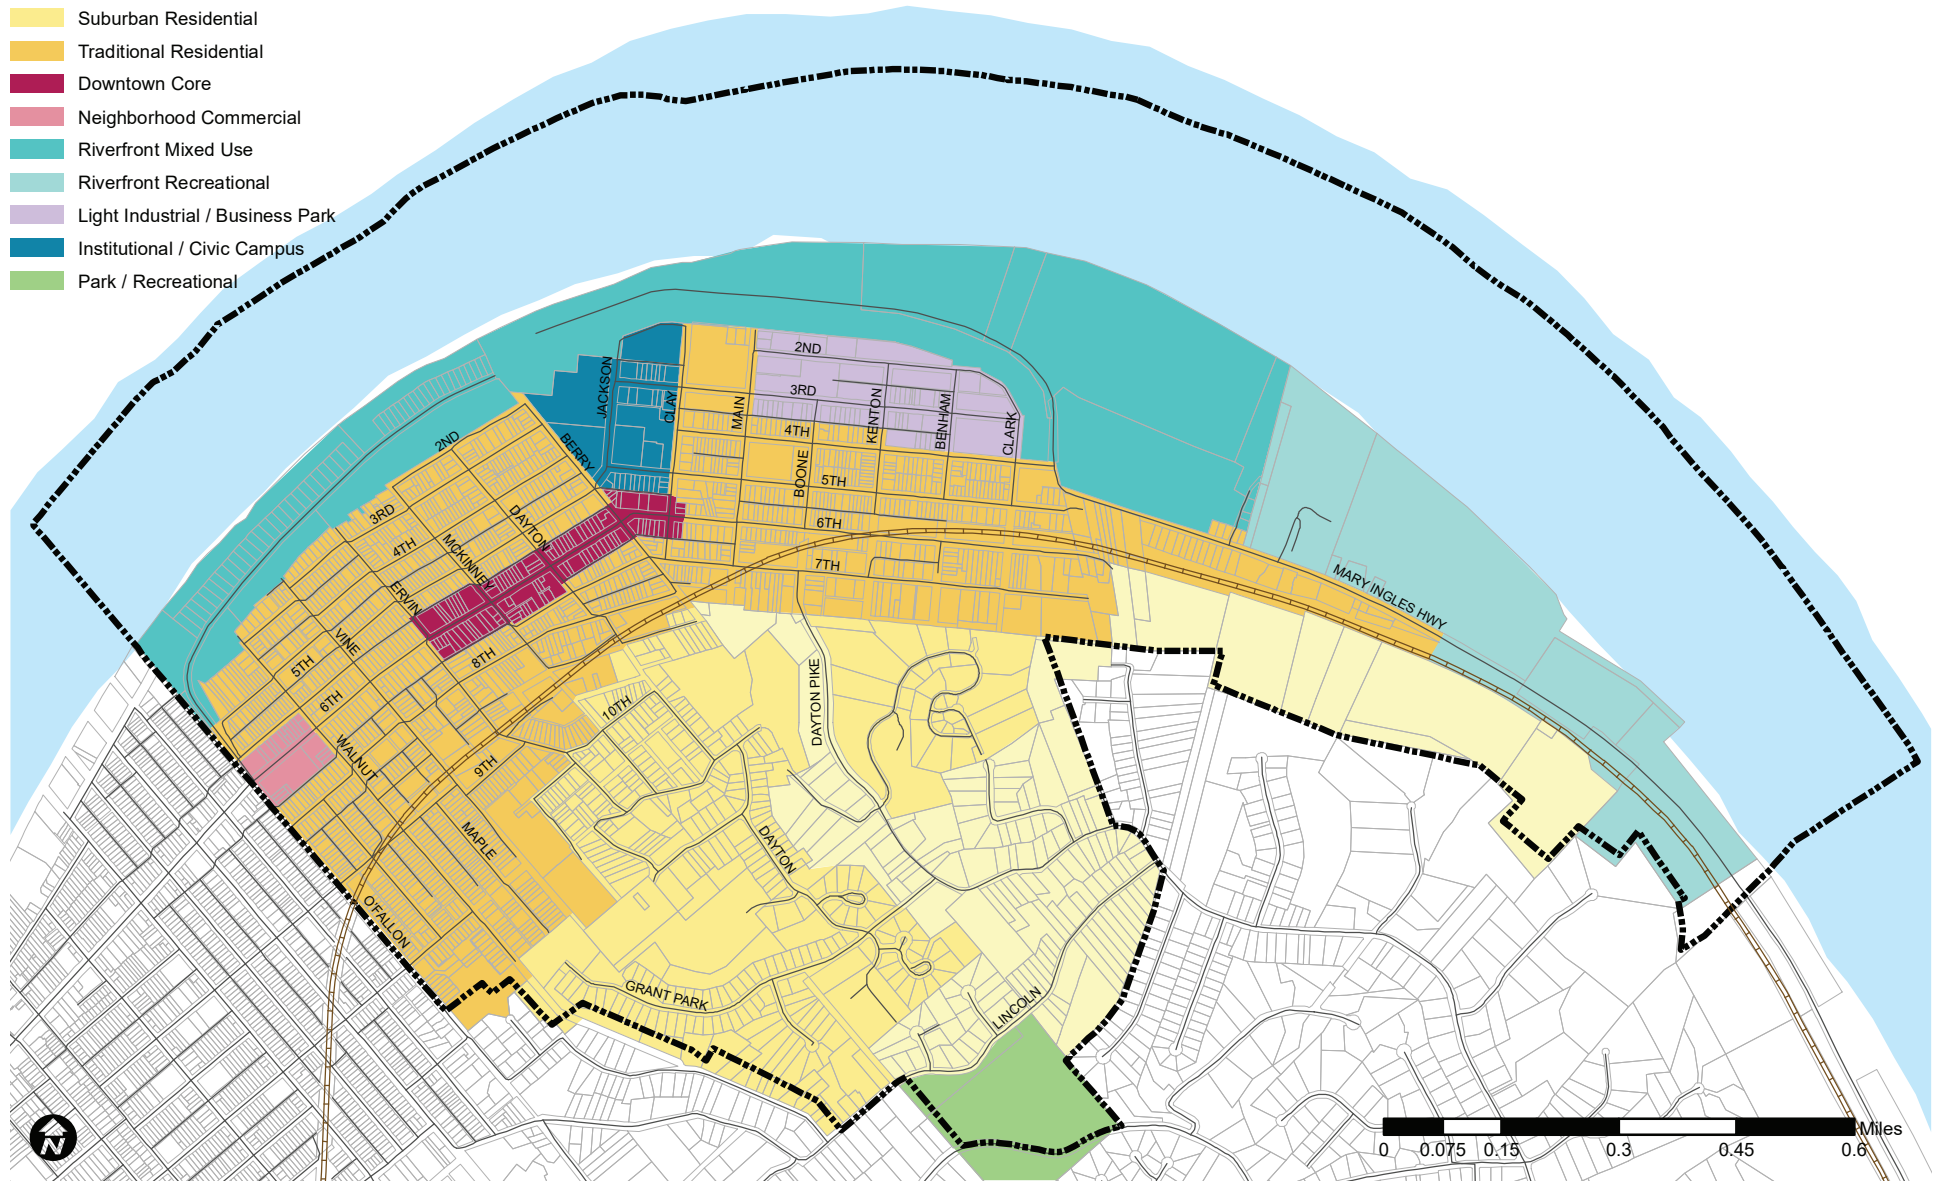 Suburban Residential
Traditional Residential
Downtown Core
Neighborhood Commercial
Riverfront Mixed Use
Riverfront Recreational
Light Industrial / Business Park
Institutional / Civic Campus
Park / Recreational
2ND
JACKSON
3RD
CLAY
MAIN
KENTON
BENHAM
CLARK
4TH
2ND
BERRY
BOONE
5TH
3RD
DAYTON
6TH
4TH
MCKINNEY
7TH
MARY INGLES HWY
ERVIN
VINE
5TH
8TH
6TH
10TH
DAYTON PIKE
WALNUT
9TH
MAPLE
DAYTON
O'FALLON
GRANT PARK
LINCOLN
N
Miles
0 0.075 0.15 0.3 0.45 0.6